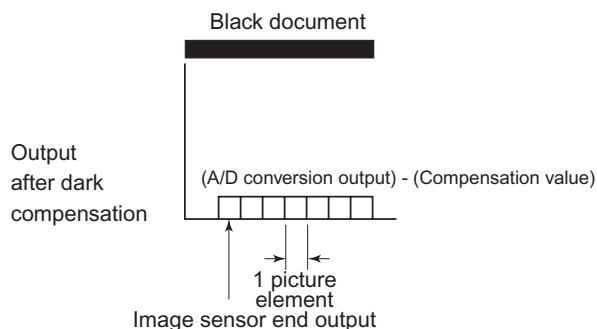 Black document
Output
after dark
compensation
(A/D conversion output) - (Compensation value)
1 picture
element
Image sensor end output